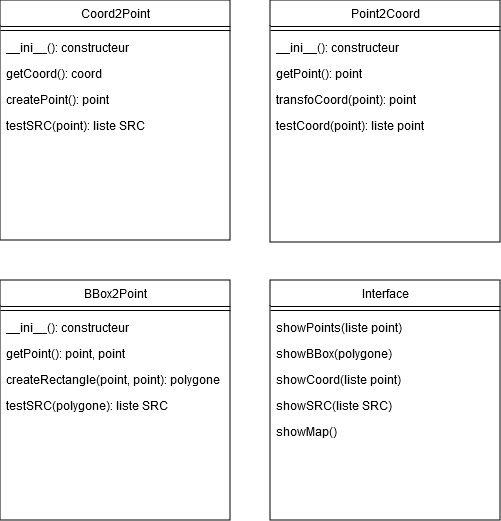 Coord2Point
__ini__(): constructeur
getCoord(): coord
createPoint(): point
testSRC(point): liste SRC
Point2Coord
__ini__(): constructeur
getPoint(): point
transfoCoord(point): point
testCoord(point): liste point
BBox2Point
__ini__(): constructeur
getPoint(): point, point
createRectangle(point, point): polygone
testSRC(polygone): liste SRC
Interface
showPoints(liste point)
showBBox(polygone)
showCoord(liste point)
showSRC(liste SRC)
showMap()